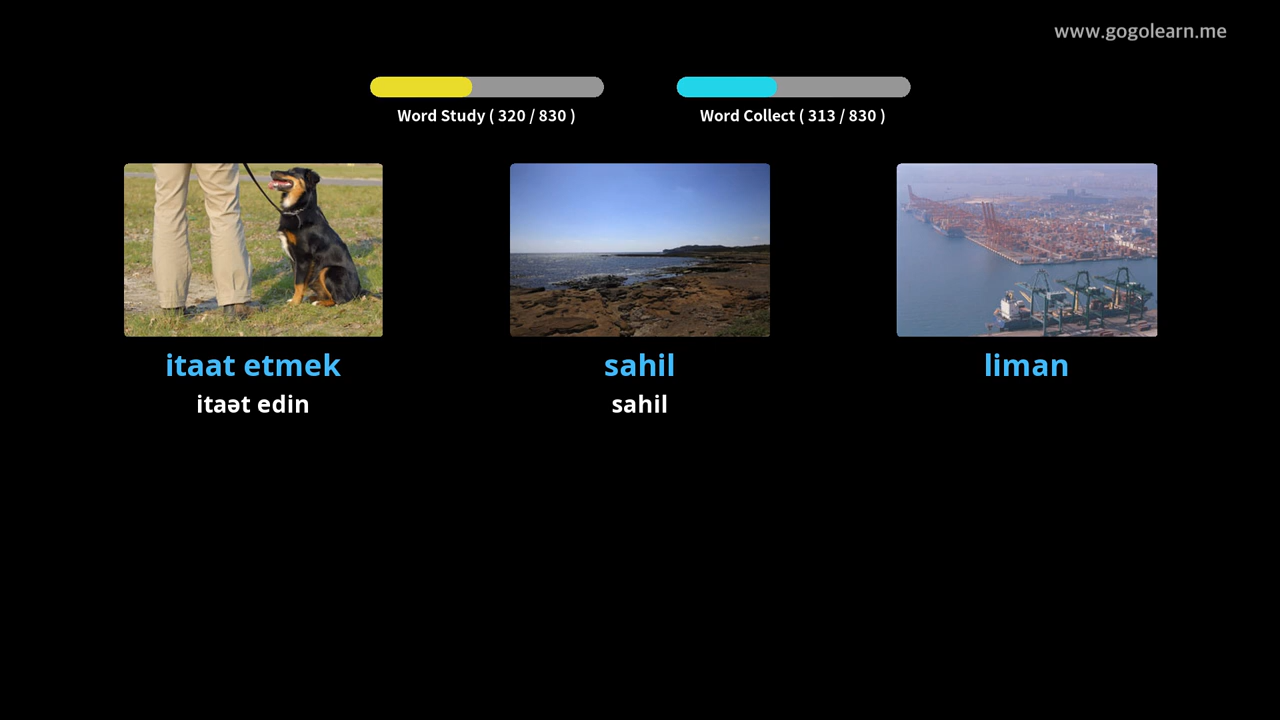 www.gogolearn.me
Word Study ( 320 / 830 )
Word Collect ( 313 / 830 )
itaat etmek
sahil
liman
itaət edin
sahil